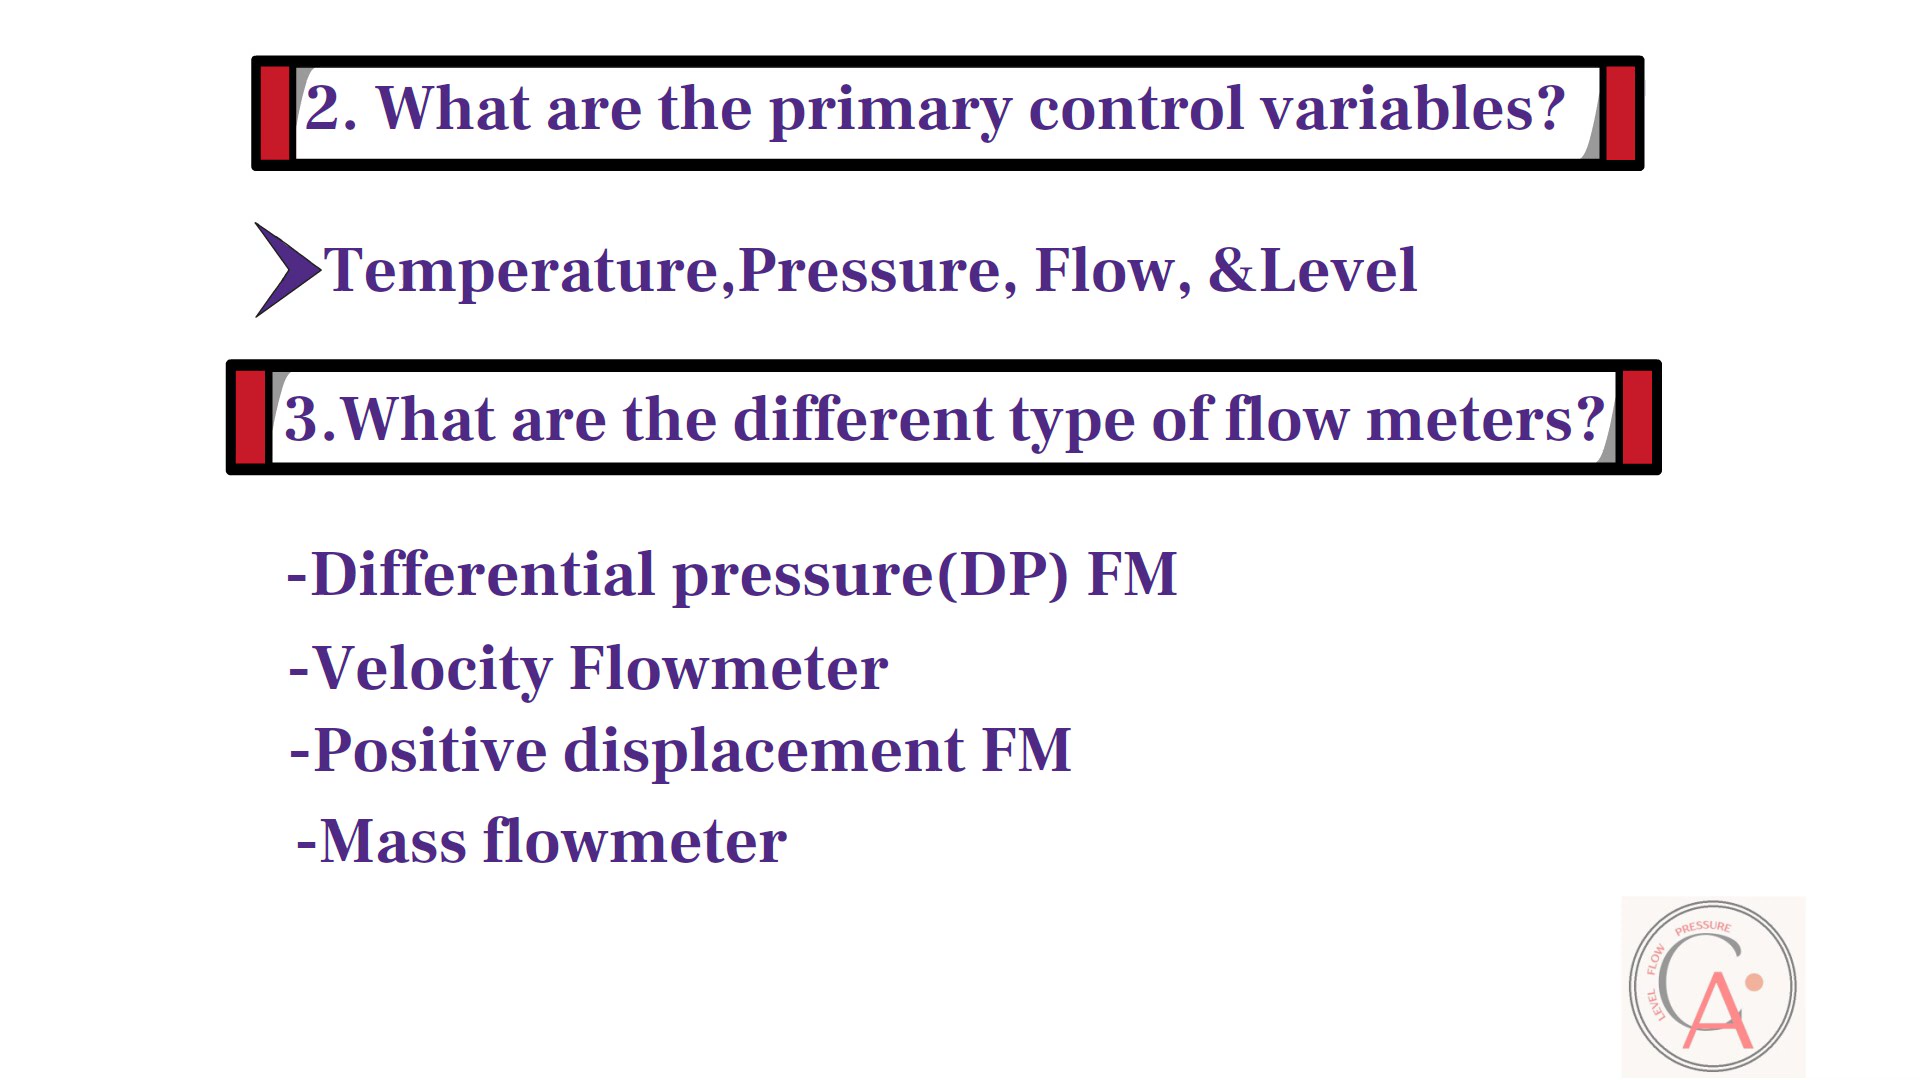 2. What are the primary control variables?
Temperature,Pressure, Flow, &Level
3.What are the different type of flow meters?
-Differential pressure(DP) FM
-Velocity Flowmeter
-Positive displacement FM
-Mass flowmeter
PRESSURE
FLOW
LEVEL
CA